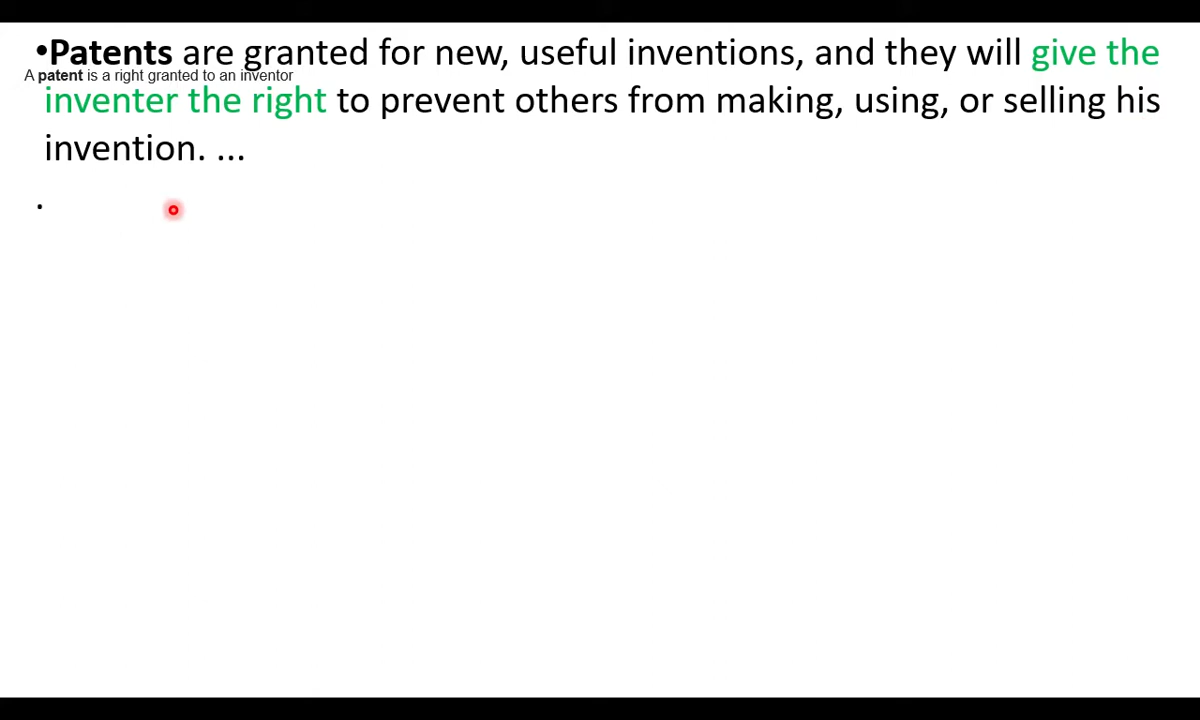 •Patents are granted for new, useful inventions, and they will give the
A patent is a right granted to an inventor
inventer the right to prevent others from making, using, or selling his
invention. ...
.